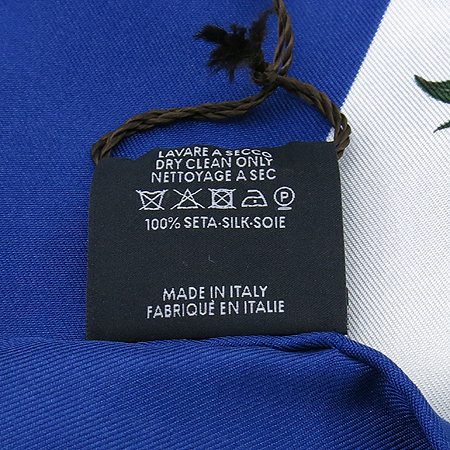 LAVARE A SECCO
DRY CLEAN ONLY
NETTOYAGE A SEC
P
100% SETA·SILK·SOIE
MADE IN ITALY
FABRIQUÉ EN ITALIE